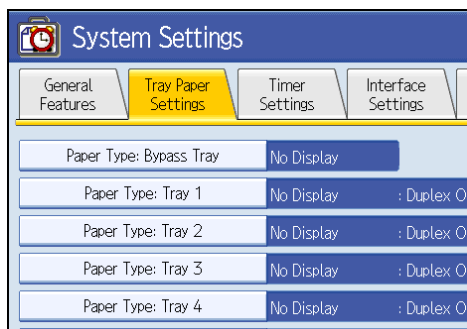 System Settings
General Features
Tray Paper Settings
Timer Settings
Interface Settings
Paper Type: Bypass Tray No Display
Paper Type: Tray 1 No Display : Duplex O
Paper Type: Tray 2 No Display : Duplex O
Paper Type: Tray 3 No Display : Duplex O
Paper Type: Tray 4 No Display : Duplex O